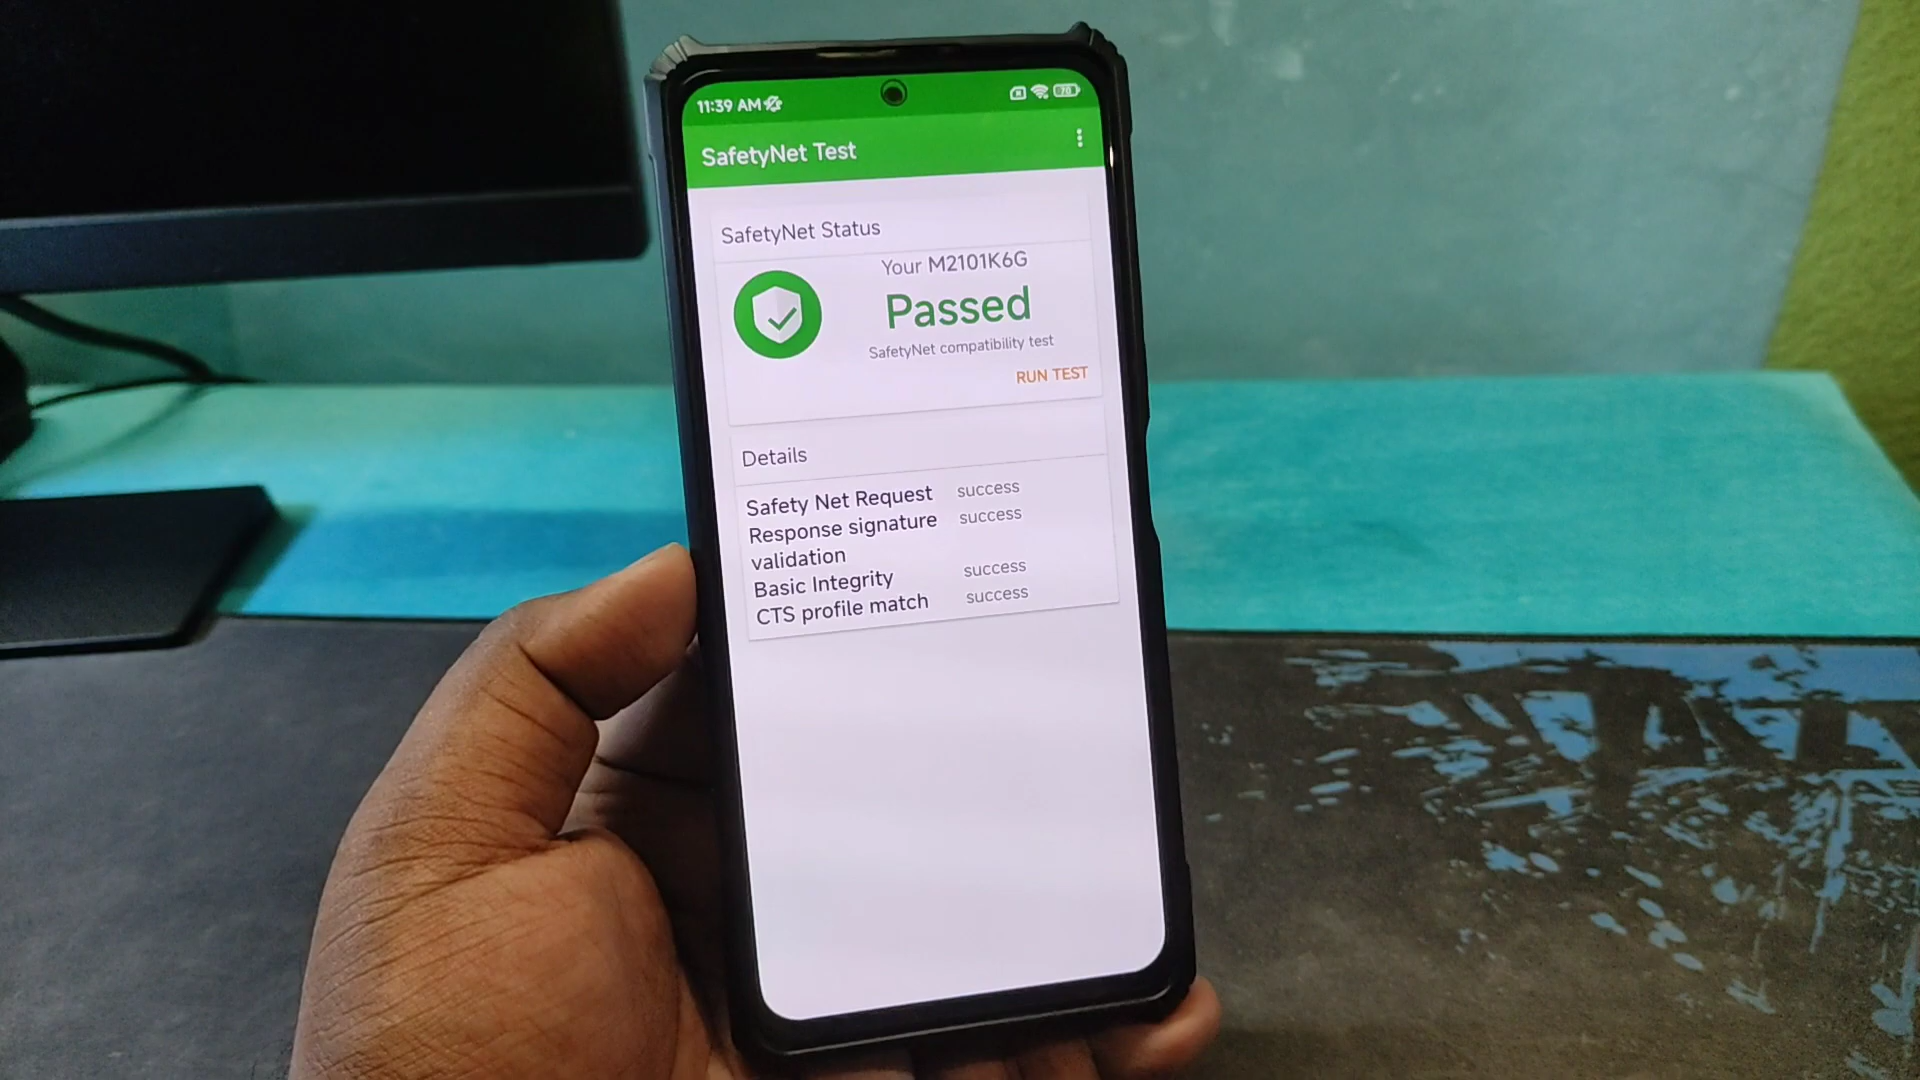 11:39 AM
70
SafetyNet Test
SafetyNet Status
Your M2101K6G
Passed
SafetyNet compatibility test
RUN TEST
Details
Safety Net Request success
Response signature success
validation
Basic Integrity success
CTS profile match success